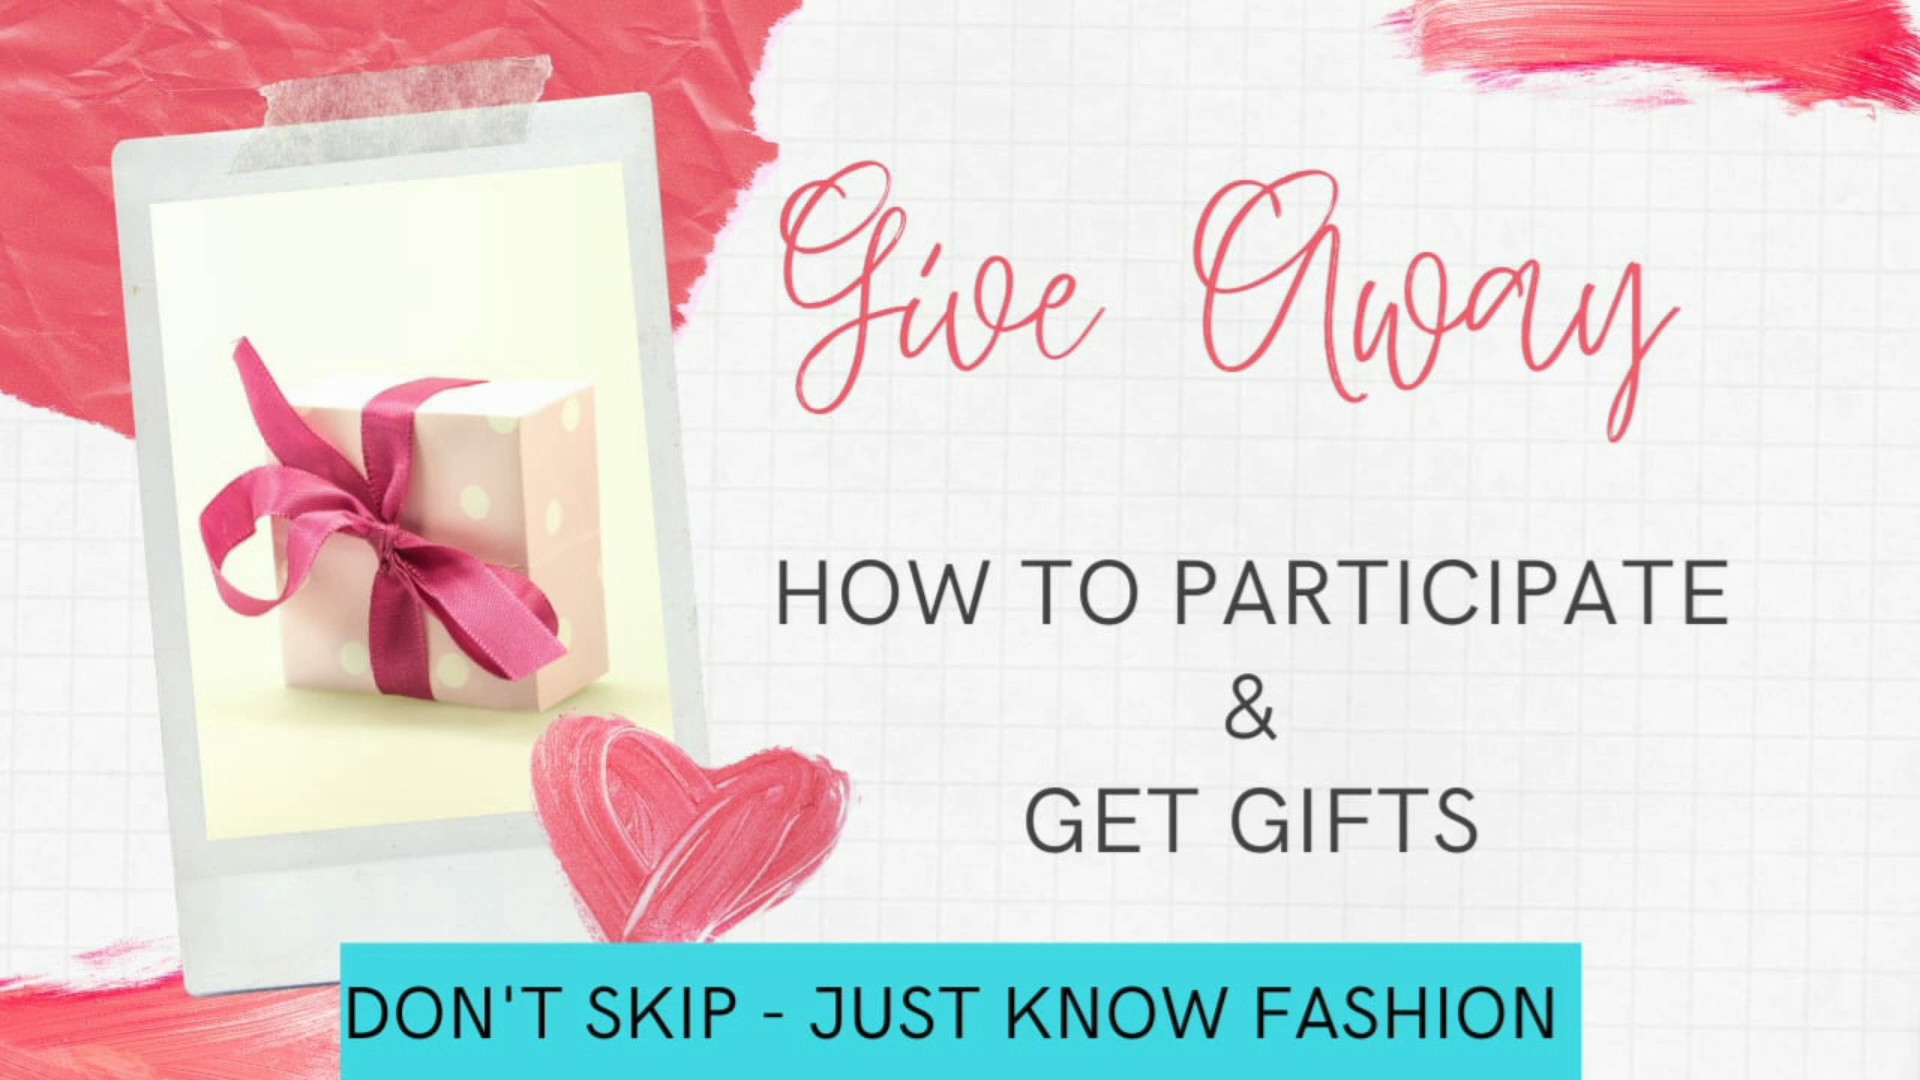 Give Away
HOW TO PARTICIPATE
&
GET GIFTS
DON'T SKIP - JUST KNOW FASHION